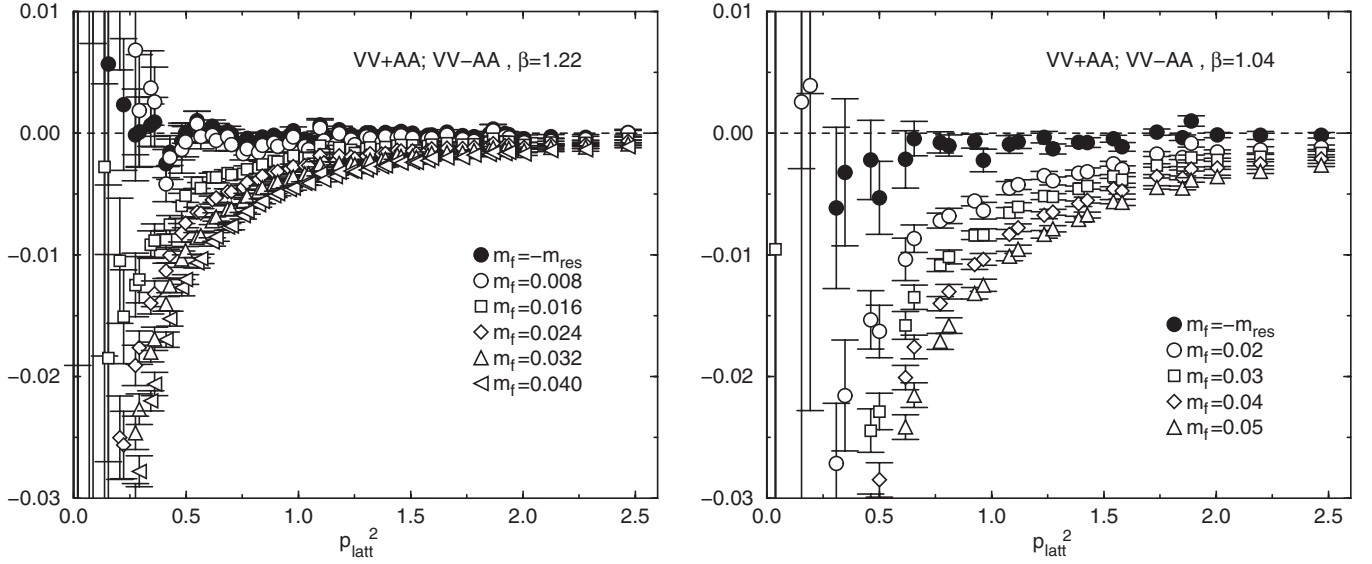 0.01
0.00
−0.01
−0.02
−0.03
VV+AA; VV−AA , β=1.22
m_f=−m_res
m_f=0.008
m_f=0.016
m_f=0.024
m_f=0.032
m_f=0.040
0.0 0.5 1.0 1.5 2.0 2.5
p_latt^2
0.01
0.00
−0.01
−0.02
−0.03
VV+AA; VV−AA , β=1.04
m_f=−m_res
m_f=0.02
m_f=0.03
m_f=0.04
m_f=0.05
0.0 0.5 1.0 1.5 2.0 2.5
p_latt^2